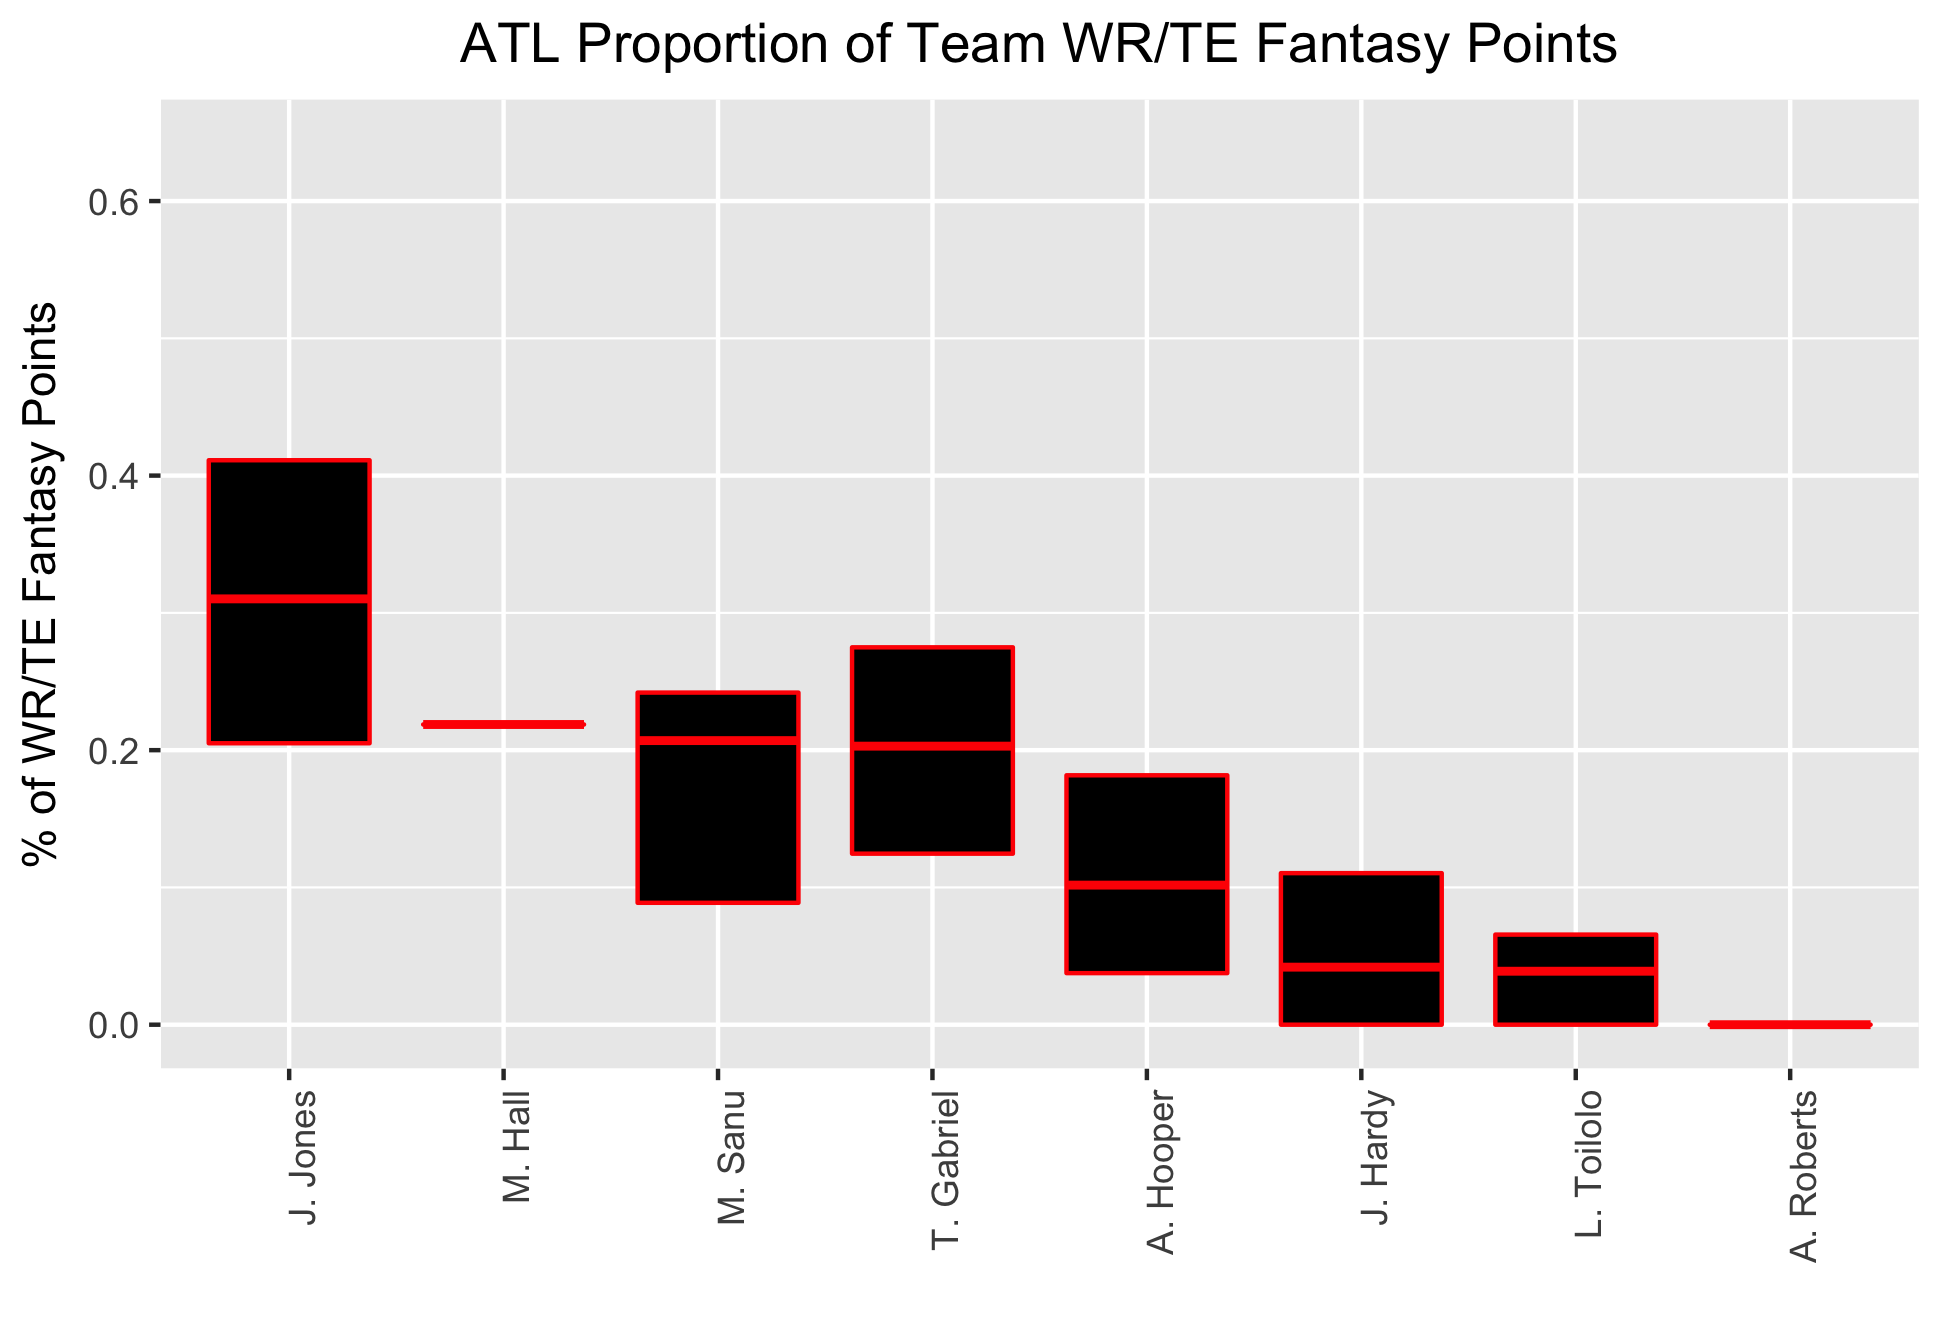 ATL Proportion of Team WR/TE Fantasy Points
% of WR/TE Fantasy Points
0.6
0.4
0.2
0.0
J. Jones
M. Hall
M. Sanu
T. Gabriel
A. Hooper
J. Hardy
L. Toilolo
A. Roberts